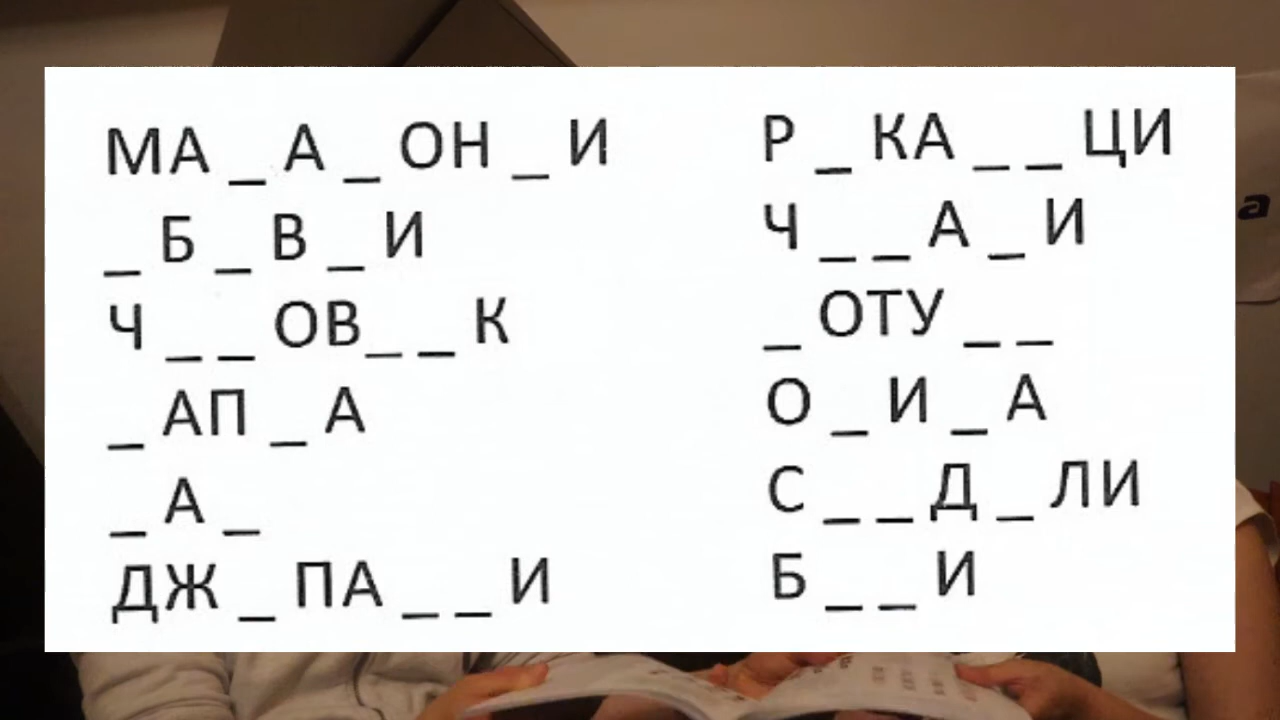 МА _ А _ ОН _ И
_ Б _ В _ И
Ч _ _ ОВ _ _ К
_ АП _ А
_ А _
ДЖ _ ПА _ _ И
Р _ КА _ _ ЦИ
Ч _ _ А _ И
_ ОТУ _ _
О _ И _ А
С _ _ Д _ ЛИ
Б _ _ И